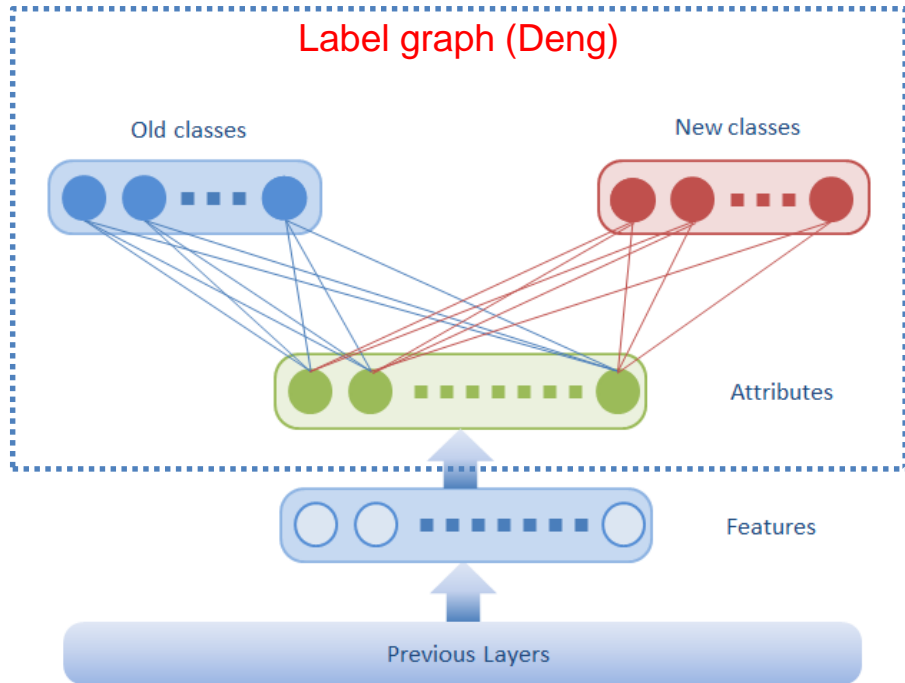 Label graph (Deng)
Old classes
New classes
Attributes
Features
Previous Layers